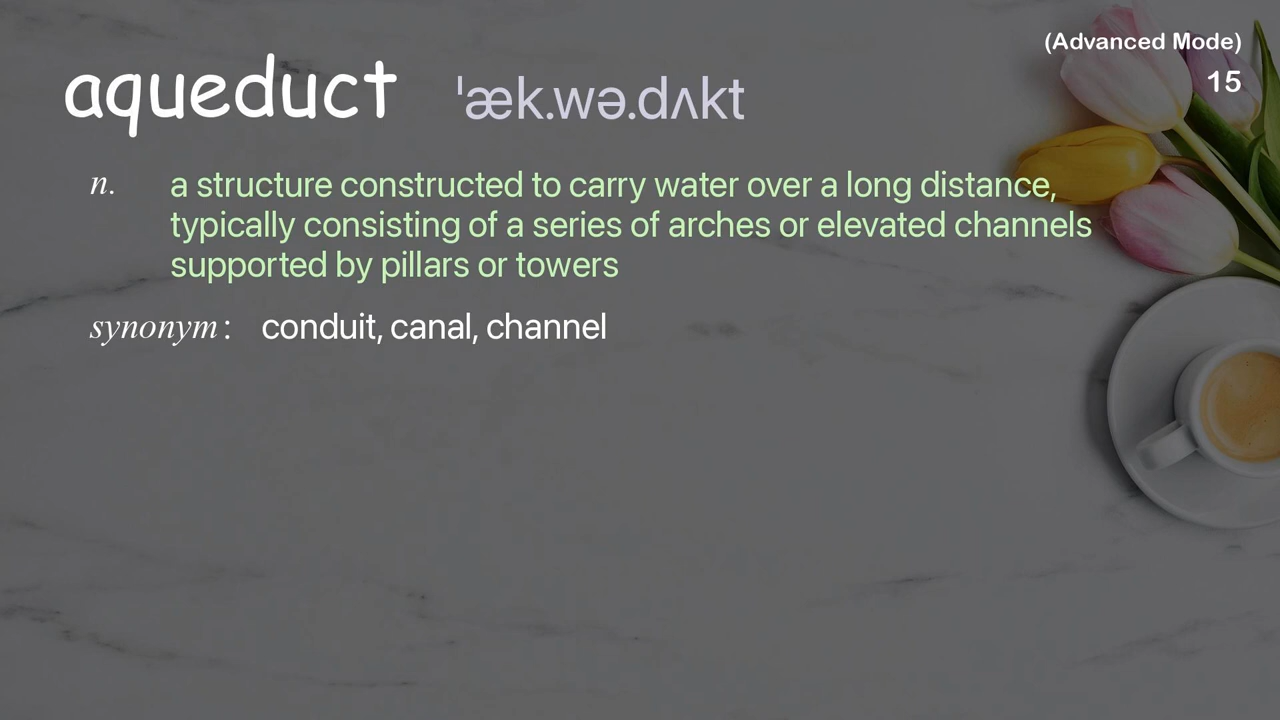 (Advanced Mode)
15
aqueduct ˈæk.wə.dʌkt
n. a structure constructed to carry water over a long distance,
typically consisting of a series of arches or elevated channels
supported by pillars or towers
synonym: conduit, canal, channel